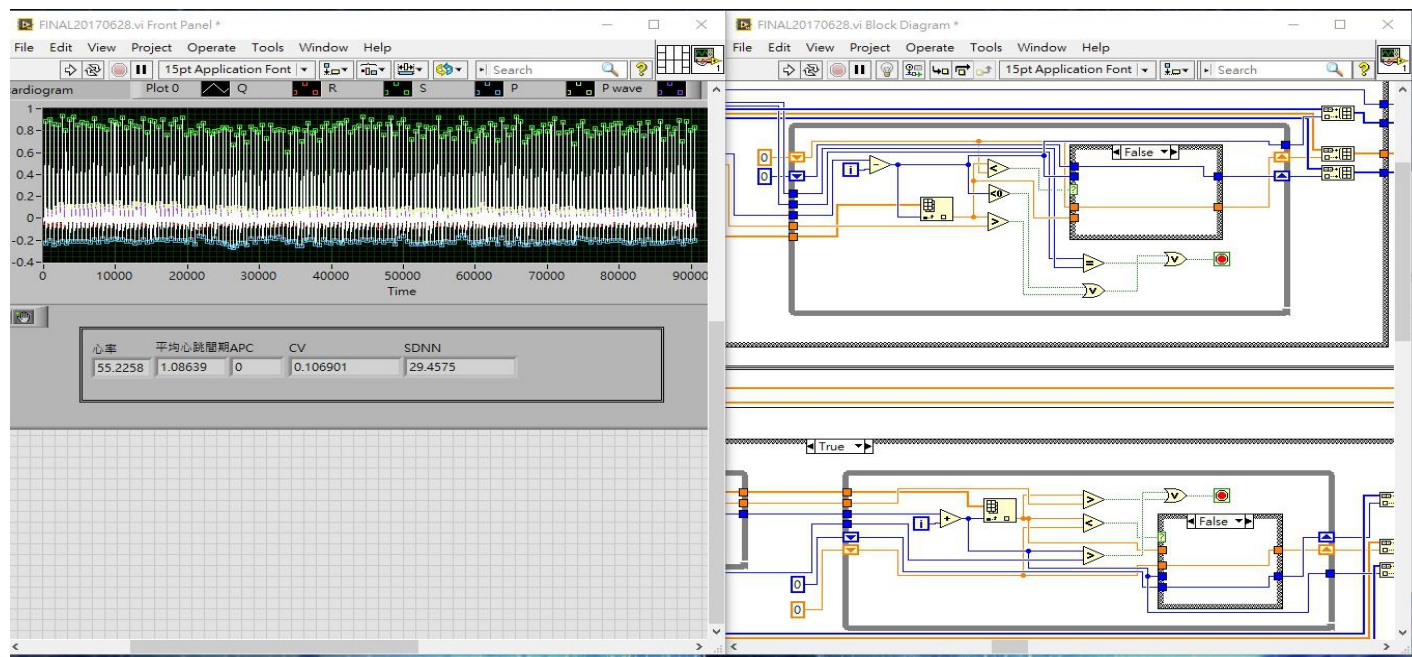 FINAL20170628.vi Front Panel *
File Edit View Project Operate Tools Window Help
15pt Application Font
Search
1
ardiogram Plot 0 Q R S P P wave
1
0.8
0.6
0.4
0.2
0
-0.2
-0.4
0 10000 20000 30000 40000 50000 60000 70000 80000 90000
Time
心率 平均心跳間期 APC CV SDNN
55.2258 1.08639 0 0.106901 29.4575
FINAL20170628.vi Block Diagram *
File Edit View Project Operate Tools Window Help
15pt Application Font
Search
1
False
0
0
i
-
<
<0
>
=
V
V
?
True
i
+
>
<
>
V
False
?
0
0